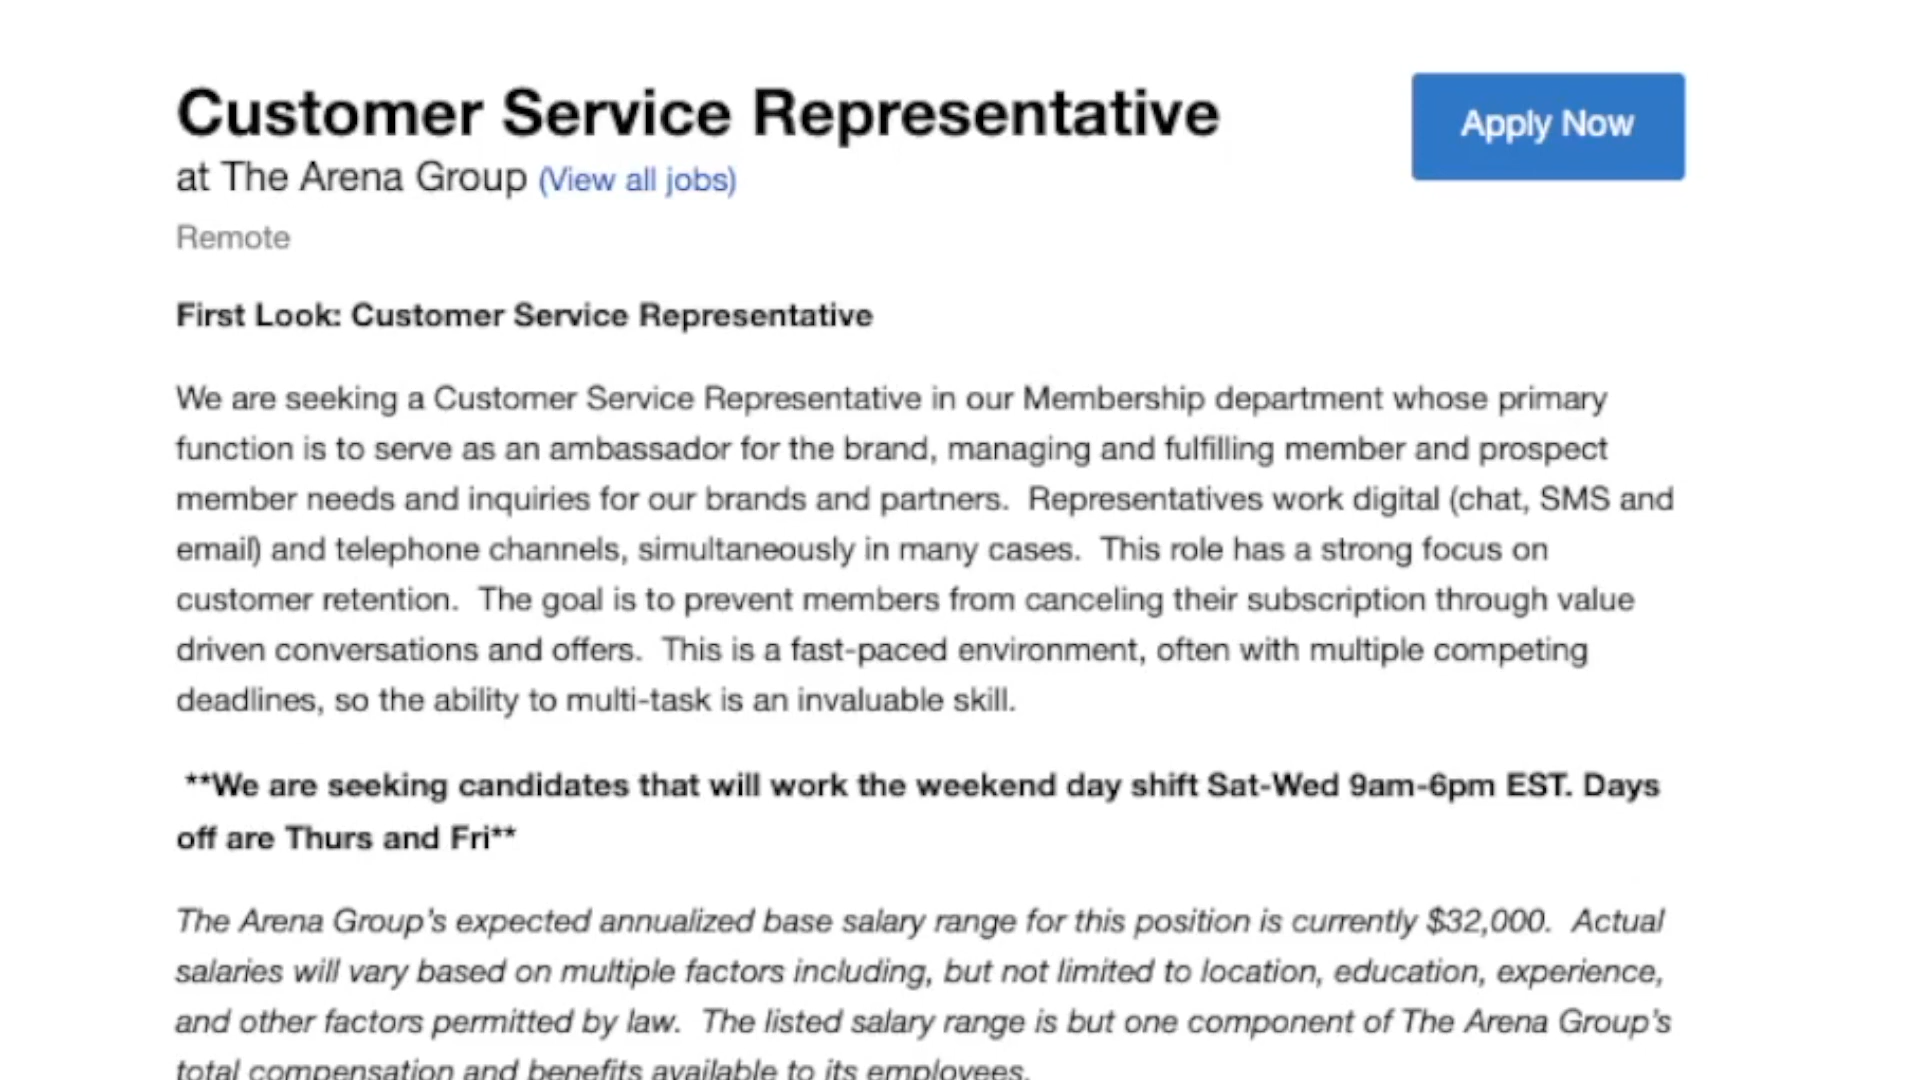 Customer Service Representative
Apply Now
at The Arena Group (View all jobs)
Remote
First Look: Customer Service Representative
We are seeking a Customer Service Representative in our Membership department whose primary
function is to serve as an ambassador for the brand, managing and fulfilling member and prospect
member needs and inquiries for our brands and partners.  Representatives work digital (chat, SMS and
email) and telephone channels, simultaneously in many cases.  This role has a strong focus on
customer retention.  The goal is to prevent members from canceling their subscription through value
driven conversations and offers.  This is a fast-paced environment, often with multiple competing
deadlines, so the ability to multi-task is an invaluable skill.
**We are seeking candidates that will work the weekend day shift Sat-Wed 9am-6pm EST. Days
off are Thurs and Fri**
The Arena Group's expected annualized base salary range for this position is currently $32,000.  Actual
salaries will vary based on multiple factors including, but not limited to location, education, experience,
and other factors permitted by law.  The listed salary range is but one component of The Arena Group's
total compensation and benefits available to its employees.